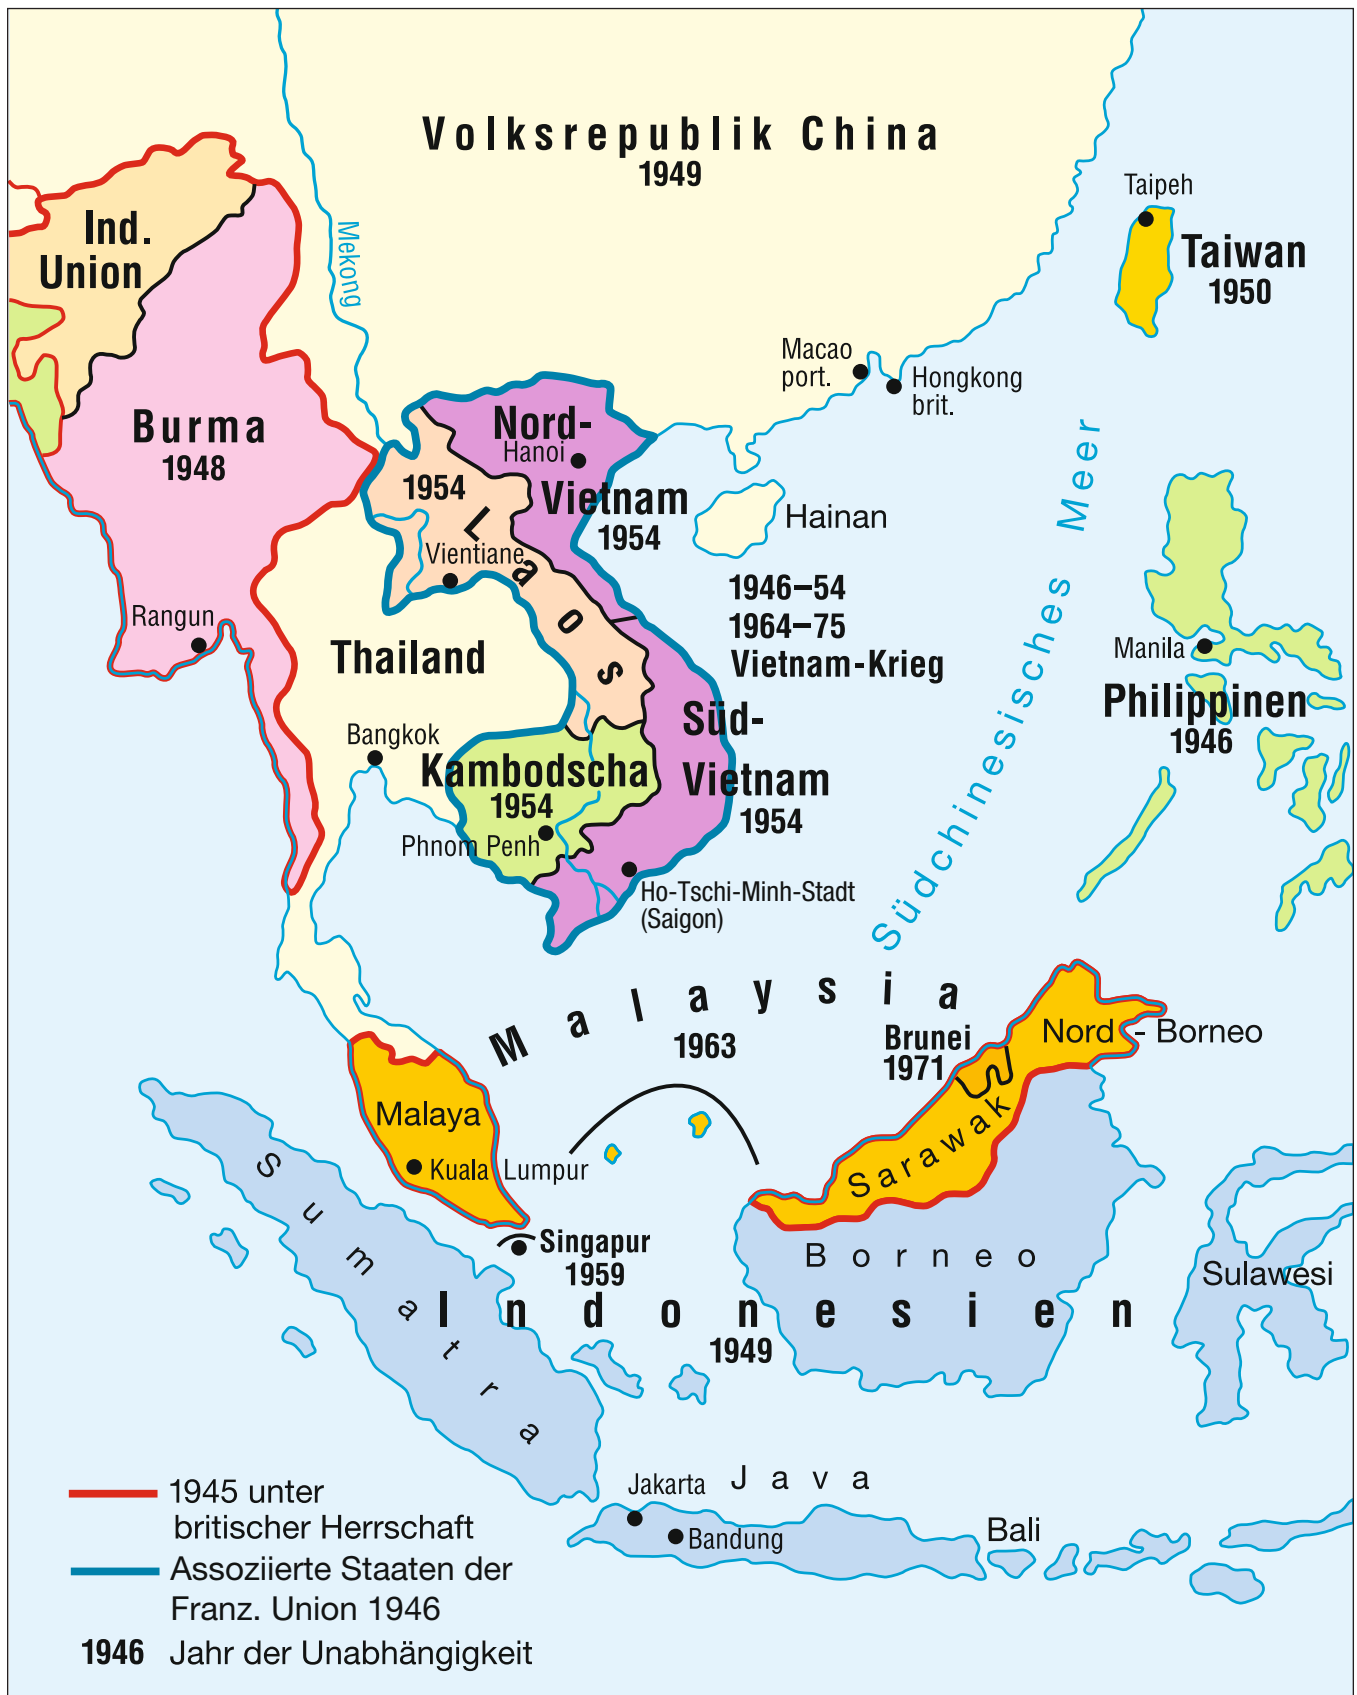 Volksrepublik China
1949
Taipeh
Taiwan
1950
Ind.
Union
Mekong
Macao
port.
Hongkong
brit.
Burma
1948
Nord-
Hanoi
Vietnam
1954
1954
Laos
Vientiane
Hainan
1946–54
1964–75
Vietnam-Krieg
Südchinesisches Meer
Rangun
Thailand
Manila
Philippinen
1946
Süd-
Vietnam
1954
Bangkok
Kambodscha
1954
Phnom Penh
Ho-Tschi-Minh-Stadt
(Saigon)
Malaysia
1963
Brunei
1971
Nord - Borneo
Sarawak
Malaya
Kuala Lumpur
Singapur
1959
Sumatra
Borneo
Sulawesi
Indonesien
1949
Jakarta
Java
Bandung
Bali
1945 unter
britischer Herrschaft
Assoziierte Staaten der
Franz. Union 1946
1946 Jahr der Unabhängigkeit